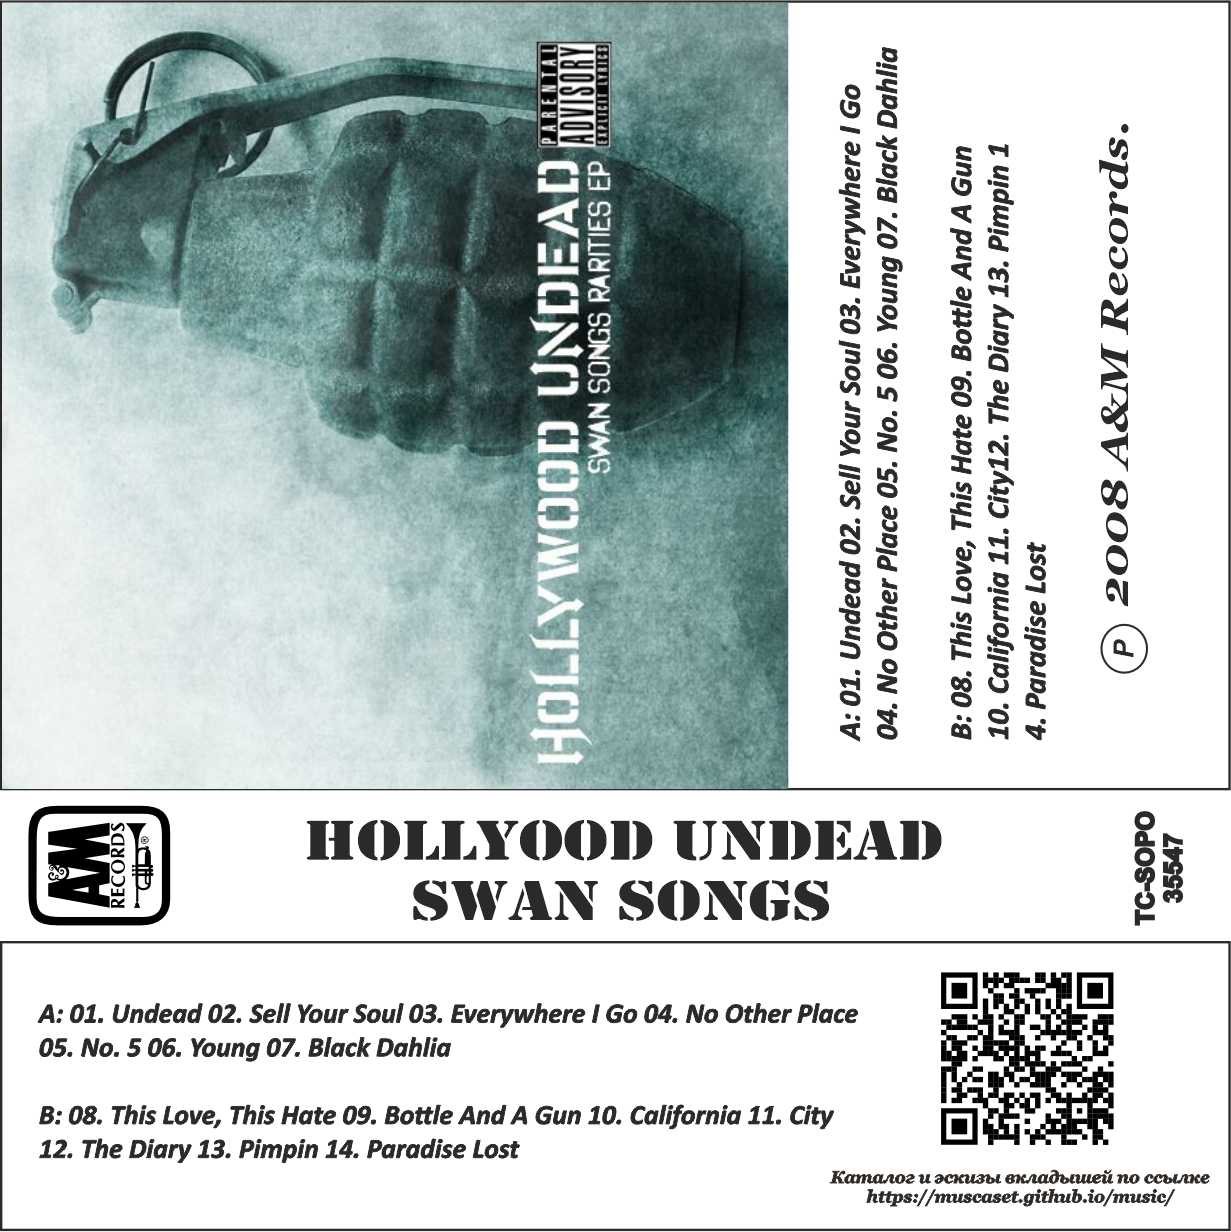 PARENTAL
ADVISORY
EXPLICIT LYRICS
HOLLYWOOD UNDEAD
SWAN SONGS RARITIES EP
A: 01. Undead 02. Sell Your Soul 03. Everywhere I Go
04. No Other Place 05. No. 5 06. Young 07. Black Dahlia
B: 08. This Love, This Hate 09. Bottle And A Gun
10. California 11. City12. The Diary 13. Pimpin 1
4. Paradise Lost
P 2008 A&M Records.
A&M
RECORDS
®
HOLLYOOD UNDEAD
SWAN SONGS
TC-SOPO
35547
A: 01. Undead 02. Sell Your Soul 03. Everywhere I Go 04. No Other Place
05. No. 5 06. Young 07. Black Dahlia
B: 08. This Love, This Hate 09. Bottle And A Gun 10. California 11. City
12. The Diary 13. Pimpin 14. Paradise Lost
Каталог и эскизы вкладышей по ссылке
https://muscaset.github.io/music/